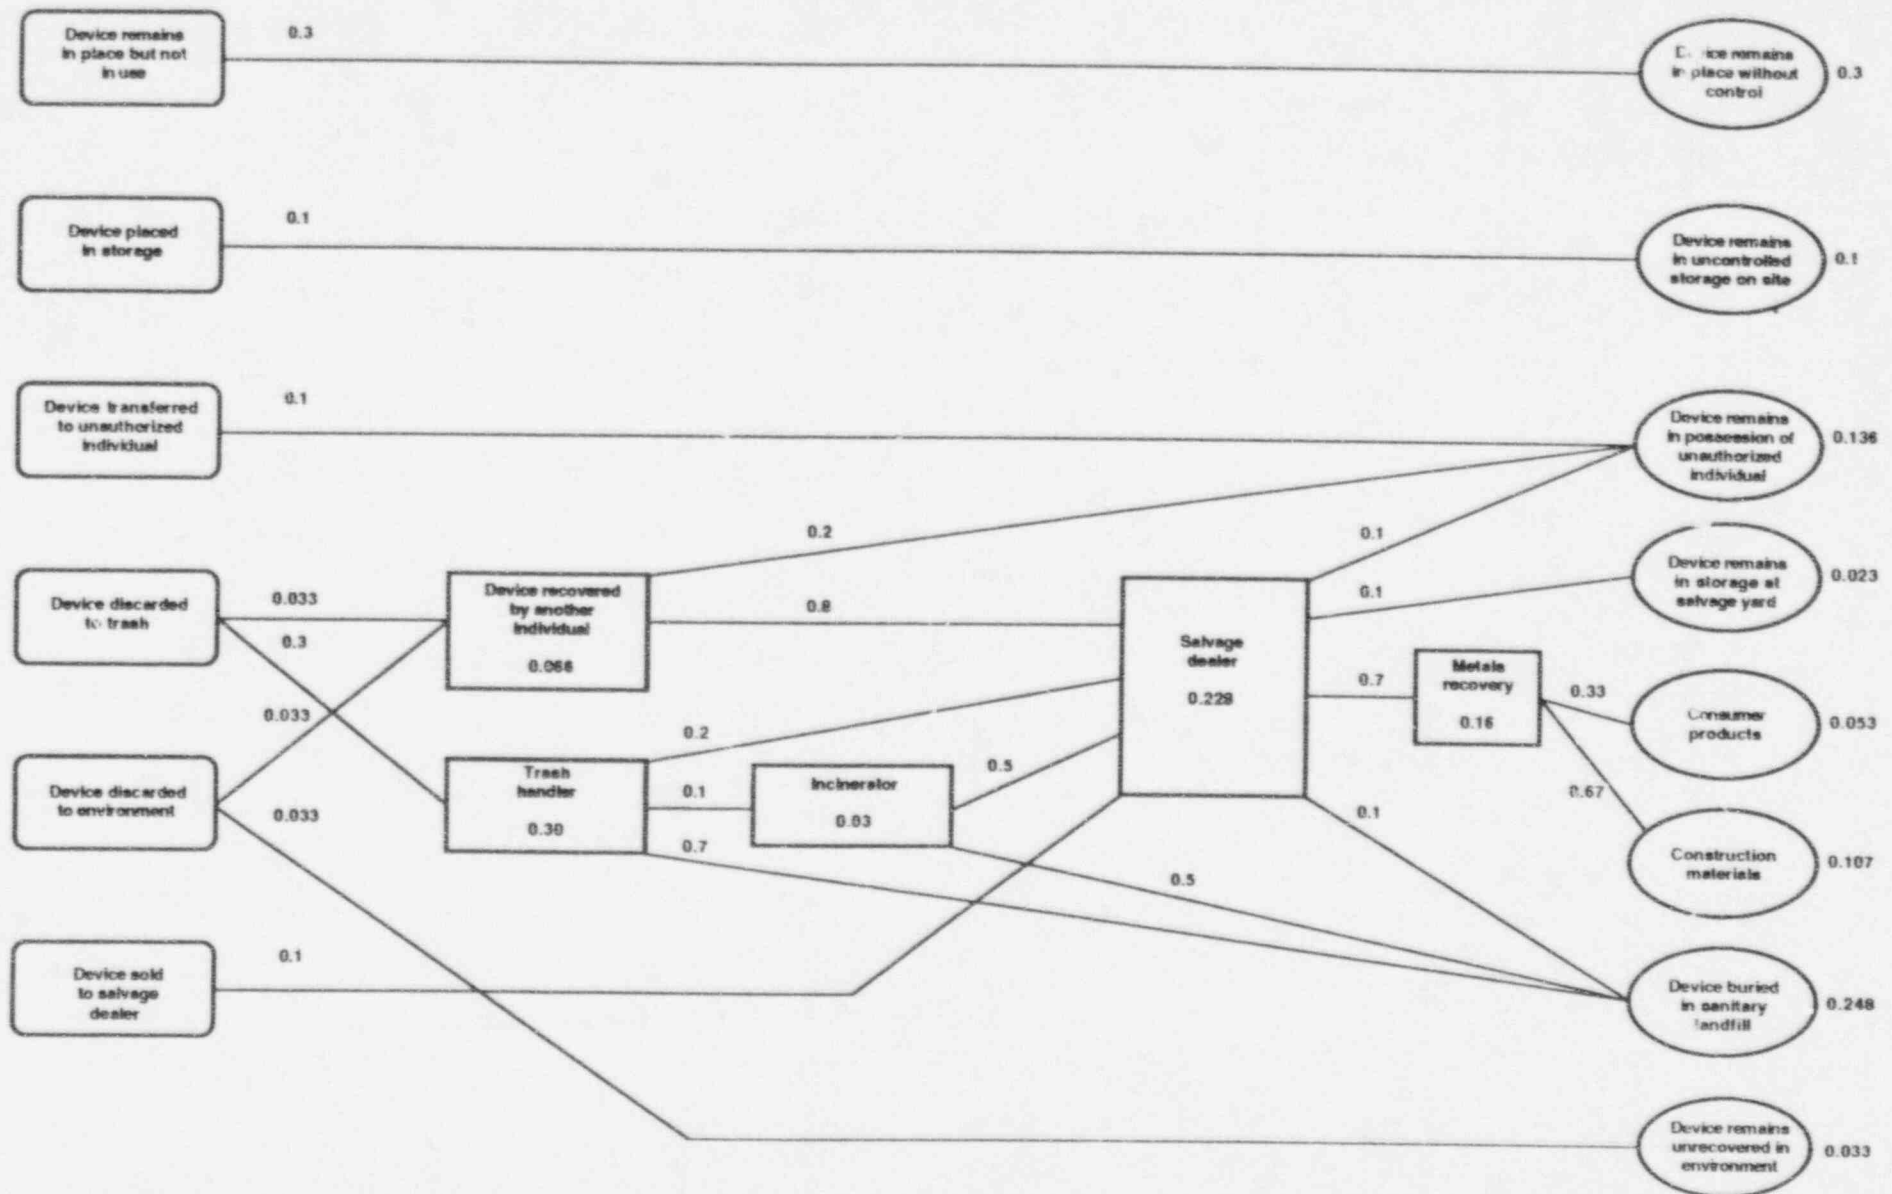 Device remains
in place but not
in use
0.3
ice remains
in place without
control
0.3
Device placed
in storage
0.1
Device remains
in uncontrolled
storage on site
0.1
Device transferred
to unauthorized
individual
0.1
Device remains
in possession of
unauthorized
individual
0.136
0.2
0.1
Device discarded
to trash
0.033
0.3
Device recovered
by another
individual
0.066
0.8
Salvage
dealer
0.228
0.1
Device remains
in storage at
salvage yard
0.023
0.7
Metals
recovery
0.16
0.33
Consumer
products
0.053
0.033
0.2
Device discarded
to environment
0.033
Trash
handler
0.30
0.1
0.7
Incinerator
0.03
0.5
0.5
0.1
0.67
Construction
materials
0.107
Device sold
to salvage
dealer
0.1
Device buried
in sanitary
landfill
0.248
Device remains
unrecovered in
environment
0.033